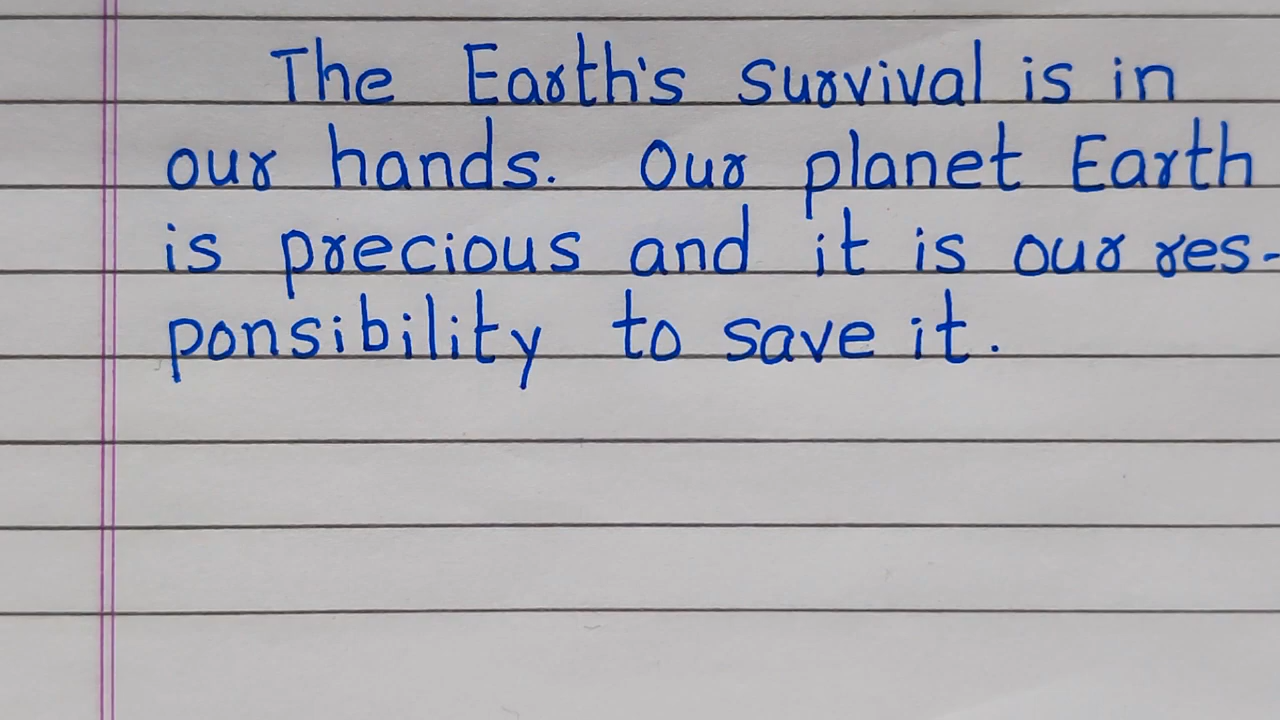 The Earth's survival is in
our hands. Our planet Earth
is precious and it is our res-
ponsibility to save it.